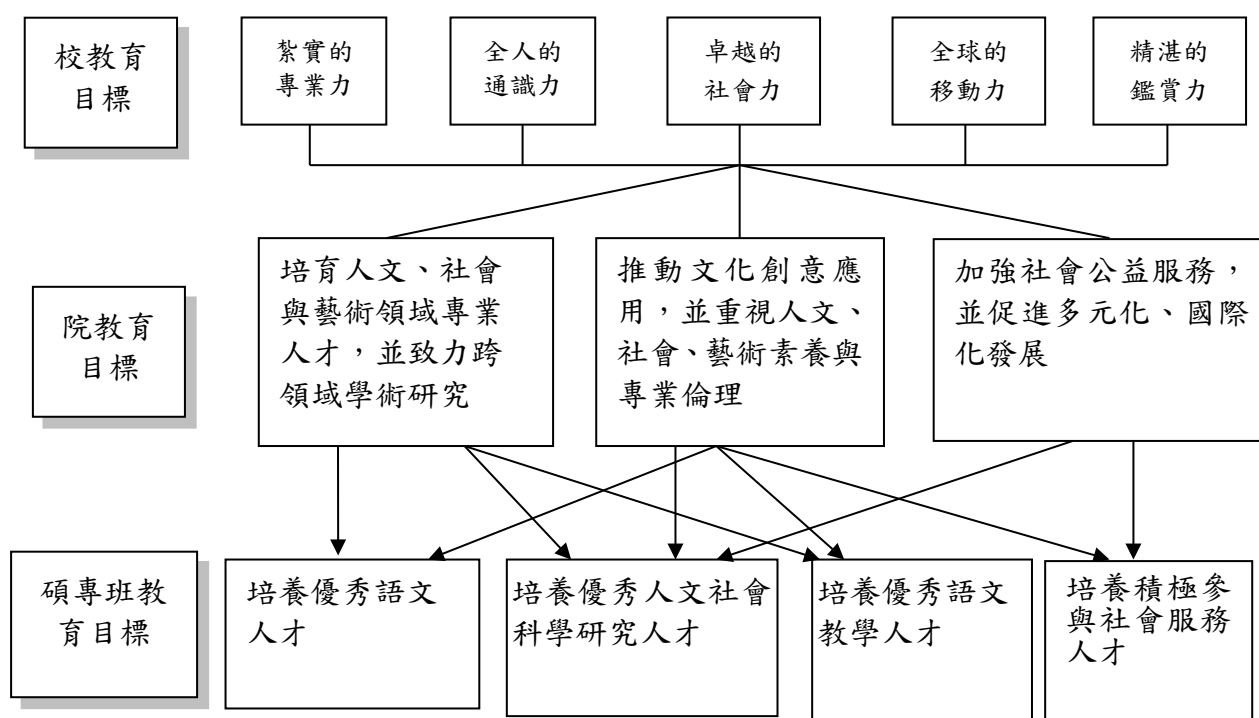 校教育
目標
紮實的
專業力
全人的
通識力
卓越的
社會力
全球的
移動力
精湛的
鑑賞力
院教育
目標
培育人文、社會
與藝術領域專業
人才，並致力跨
領域學術研究
推動文化創意應
用，並重視人文、
社會、藝術素養與
專業倫理
加強社會公益服務，
並促進多元化、國際
化發展
碩專班教
育目標
培養優秀語文
人才
培養優秀人文社會
科學研究人才
培養優秀語文
教學人才
培養積極參
與社會服務
人才